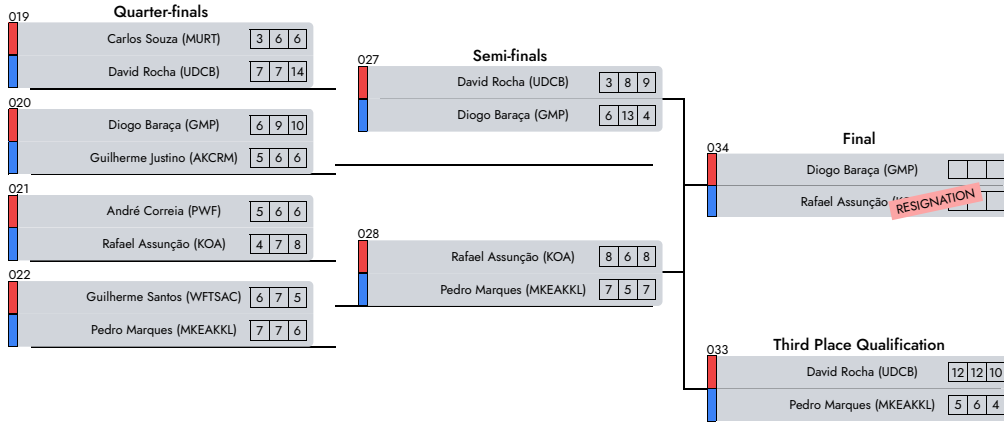 Quarter-finals
019
Carlos Souza (MURT) 3 6 6
David Rocha (UDCB) 7 7 14
020
Diogo Baraça (GMP) 6 9 10
Guilherme Justino (AKCRM) 5 6 6
021
André Correia (PWF) 5 6 6
Rafael Assunção (KOA) 4 7 8
022
Guilherme Santos (WFTSAC) 6 7 5
Pedro Marques (MKEAKKL) 7 7 6
Semi-finals
027
David Rocha (UDCB) 3 8 9
Diogo Baraça (GMP) 6 13 4
028
Rafael Assunção (KOA) 8 6 8
Pedro Marques (MKEAKKL) 7 5 7
Final
034
Diogo Baraça (GMP)
Rafael Assunção
RESIGNATION
Third Place Qualification
033
David Rocha (UDCB) 12 12 10
Pedro Marques (MKEAKKL) 5 6 4